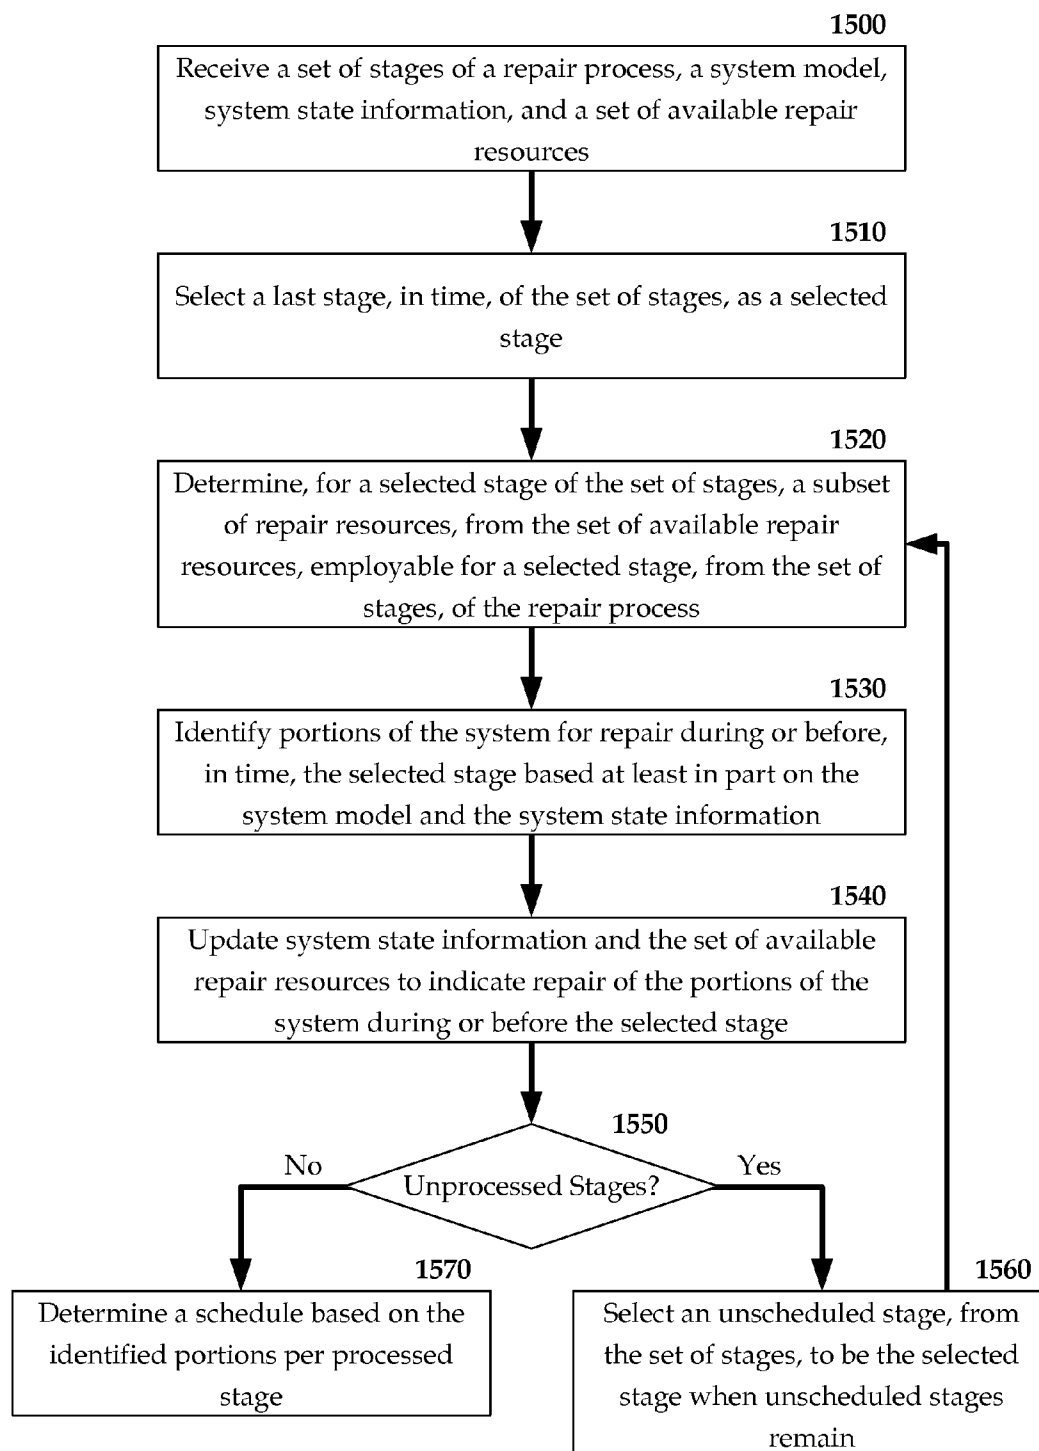 1500
Receive a set of stages of a repair process, a system model,
system state information, and a set of available repair
resources
1510
Select a last stage, in time, of the set of stages, as a selected
stage
1520
Determine, for a selected stage of the set of stages, a subset
of repair resources, from the set of available repair
resources, employable for a selected stage, from the set of
stages, of the repair process
1530
Identify portions of the system for repair during or before,
in time, the selected stage based at least in part on the
system model and the system state information
1540
Update system state information and the set of available
repair resources to indicate repair of the portions of the
system during or before the selected stage
1550
No
Yes
Unprocessed Stages?
1570
Determine a schedule based on the
identified portions per processed
stage
1560
Select an unscheduled stage, from
the set of stages, to be the selected
stage when unscheduled stages
remain